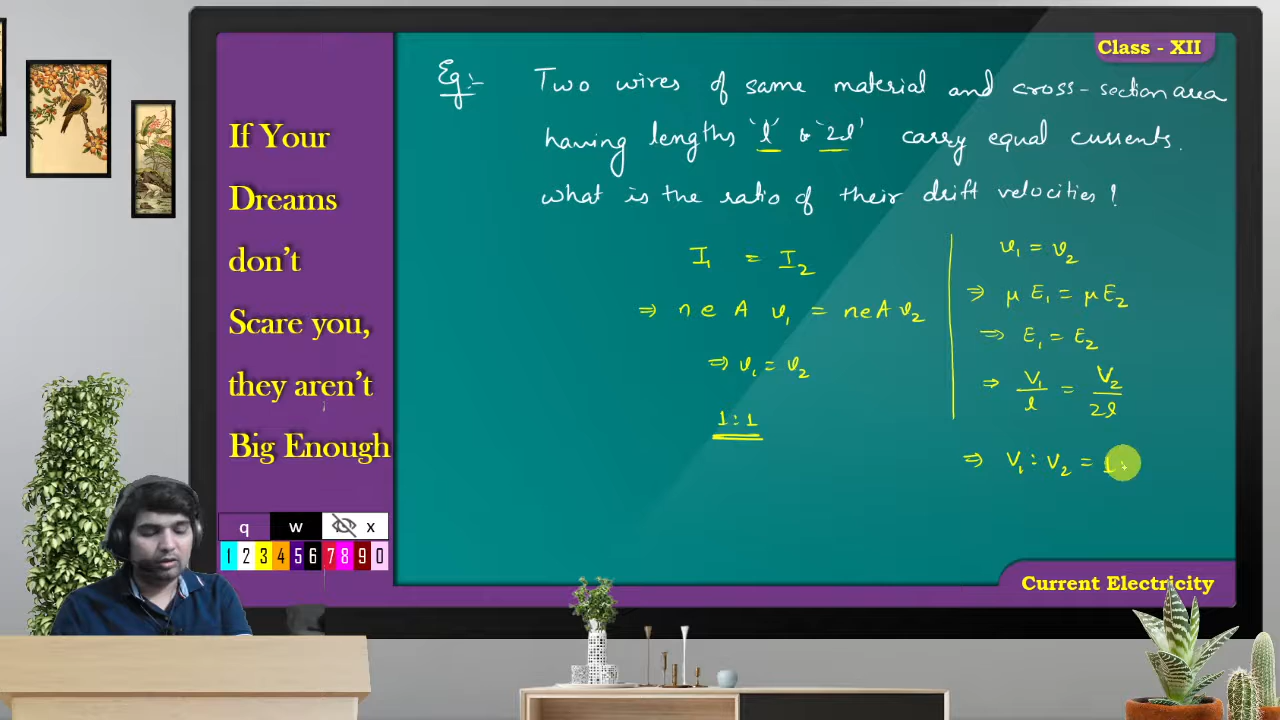 Class - XII
If Your
Dreams
don't
Scare you,
they aren't
Big Enough
Eg:-
Two wires of same material and cross-section area
having lengths 'l' & '2l' carry equal currents.
what is the ratio of their drift velocities?
I₁ = I₂
⇒ n e A v₁ = n e A v₂
⇒ v₁ = v₂
1:1
v₁ = v₂
⇒ μ E₁ = μ E₂
⇒ E₁ = E₂
⇒ V₁/l = V₂/2l
⇒ V₁ : V₂ = 1:
q w x
1 2 3 4 5 6 7 8 9 0
Current Electricity